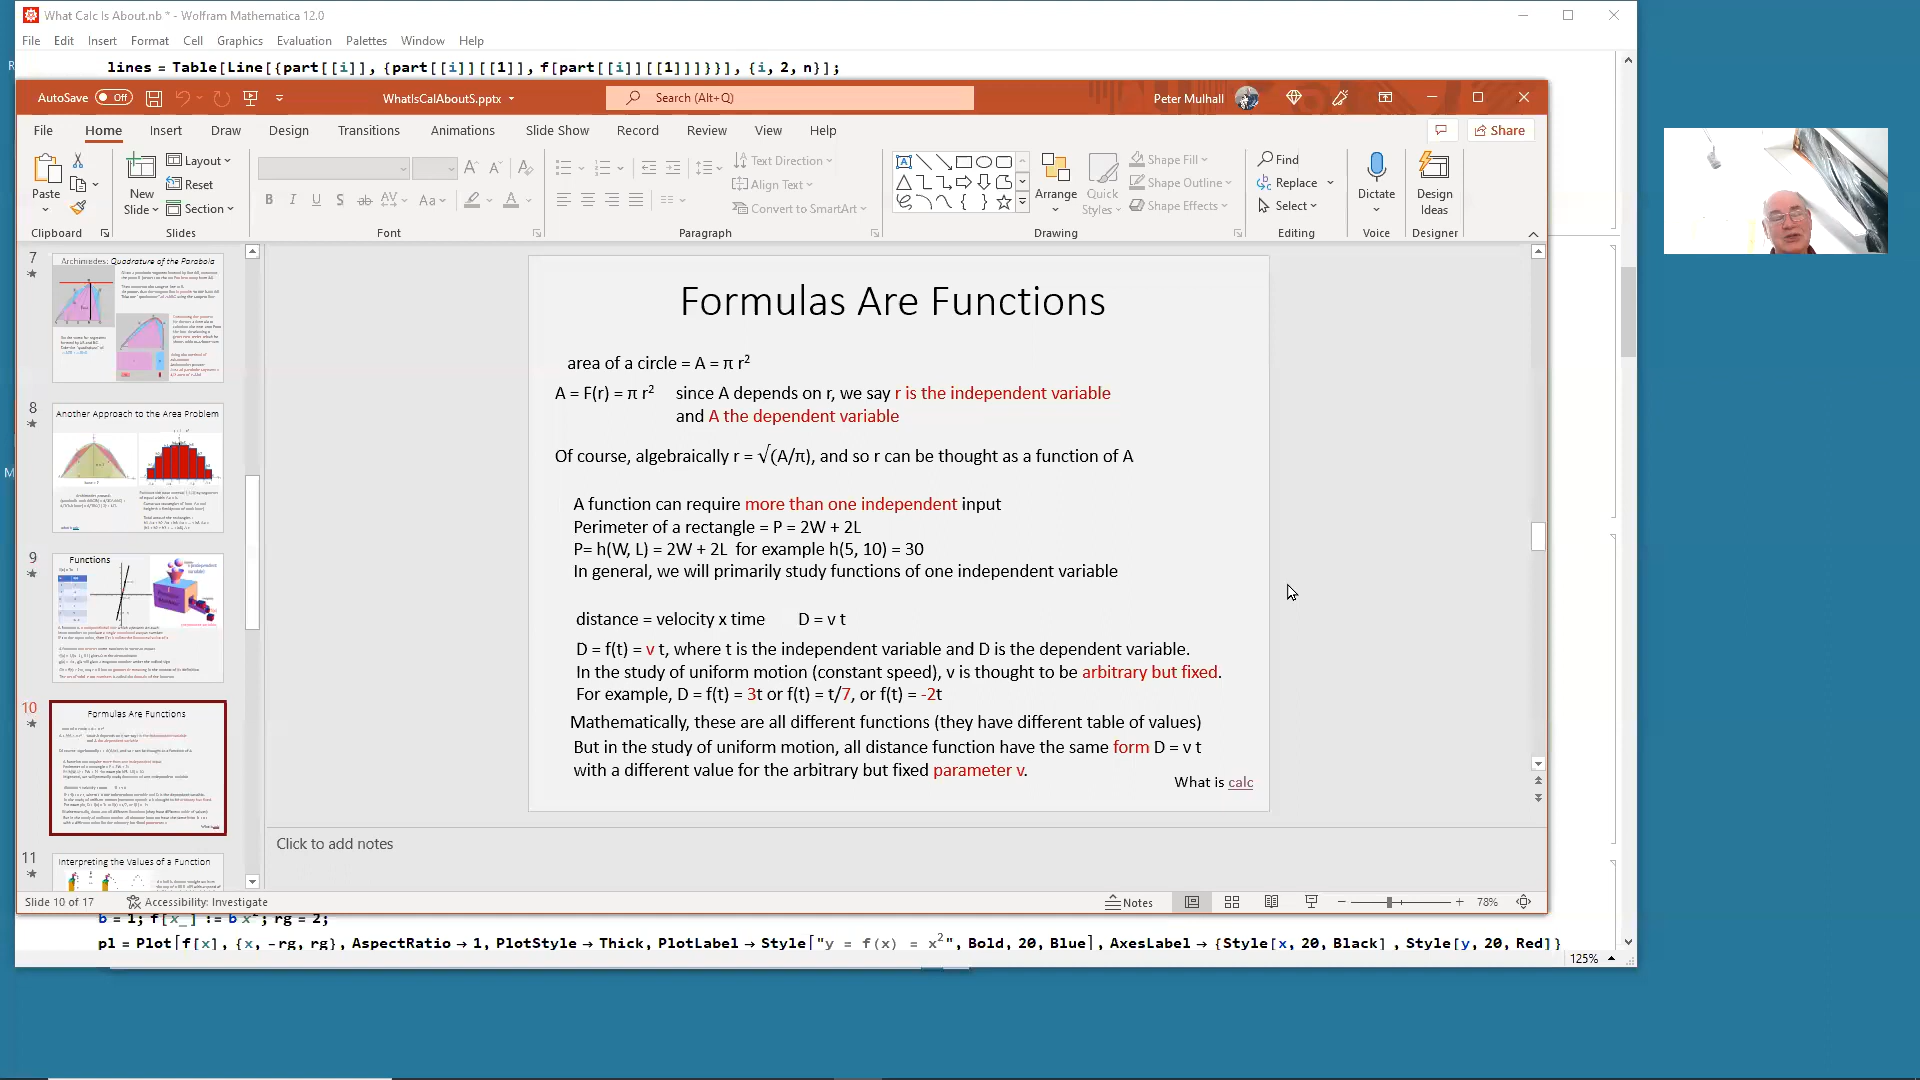 What Calc Is About.nb * - Wolfram Mathematica 12.0
File Edit Insert Format Cell Graphics Evaluation Palettes Window Help
lines = Table[Line[{part[[i]], {part[[i]][[1]], f[part[[i]][[1]]]}}], {i, 2, n}];
AutoSave Off WhatIsCalAboutS.pptx Search (Alt+Q) Peter Mulhall
File Home Insert Draw Design Transitions Animations Slide Show Record Review View Help Share
Paste New Slide Layout Reset Section
Text Direction Align Text Convert to SmartArt
Arrange Quick Styles Shape Fill Shape Outline Shape Effects
Find Replace Select Dictate Design Ideas
Clipboard Slides Font Paragraph Drawing Editing Voice Designer
7
Archimedes: Quadrature of the Parabola
8
Another Approach to the Area Problem
9
Functions
10
Formulas Are Functions
11
Interpreting the Values of a Function
Formulas Are Functions
area of a circle = A = π r²
A = F(r) = π r² since A depends on r, we say r is the independent variable
and A the dependent variable
Of course, algebraically r = √(A/π), and so r can be thought as a function of A
A function can require more than one independent input
Perimeter of a rectangle = P = 2W + 2L
P= h(W, L) = 2W + 2L for example h(5, 10) = 30
In general, we will primarily study functions of one independent variable
distance = velocity x time D = v t
D = f(t) = v t, where t is the independent variable and D is the dependent variable.
In the study of uniform motion (constant speed), v is thought to be arbitrary but fixed.
For example, D = f(t) = 3t or f(t) = t/7, or f(t) = -2t
Mathematically, these are all different functions (they have different table of values)
But in the study of uniform motion, all distance function have the same form D = v t
with a different value for the arbitrary but fixed parameter v.
What is calc
Click to add notes
Slide 10 of 17 Accessibility: Investigate Notes 78%
b = 1; f[x_] := b x²; rg = 2;
pl = Plot[f[x], {x, -rg, rg}, AspectRatio → 1, PlotStyle → Thick, PlotLabel → Style["y = f(x) = x²", Bold, 20, Blue], AxesLabel → {Style[x, 20, Black] , Style[y, 20, Red]}
125%